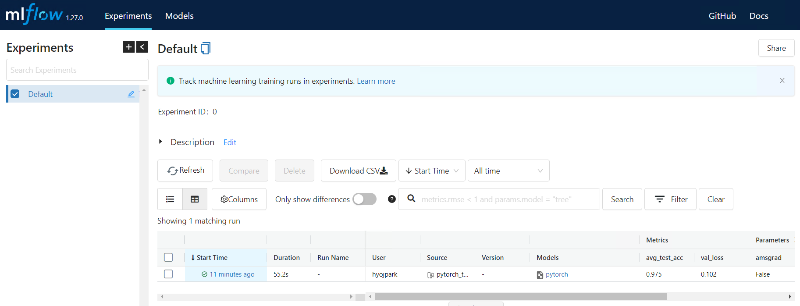 mlflow 1.27.0 Experiments Models GitHub Docs
Experiments + < Default Share
Search Experiments
Default
Track machine learning training runs in experiments. Learn more
Experiment ID: 0
Description Edit
Refresh Compare Delete Download CSV Start Time All time
Columns Only show differences metrics.rmse < 1 and params.model = "tree" Search Filter Clear
Showing 1 matching run
Metrics Parameters
Start Time Duration Run Name User Source Version Models avg_test_acc val_loss amsgrad
11 minutes ago 55.2s - hyojpark pytorch_t... - pytorch 0.975 0.102 False